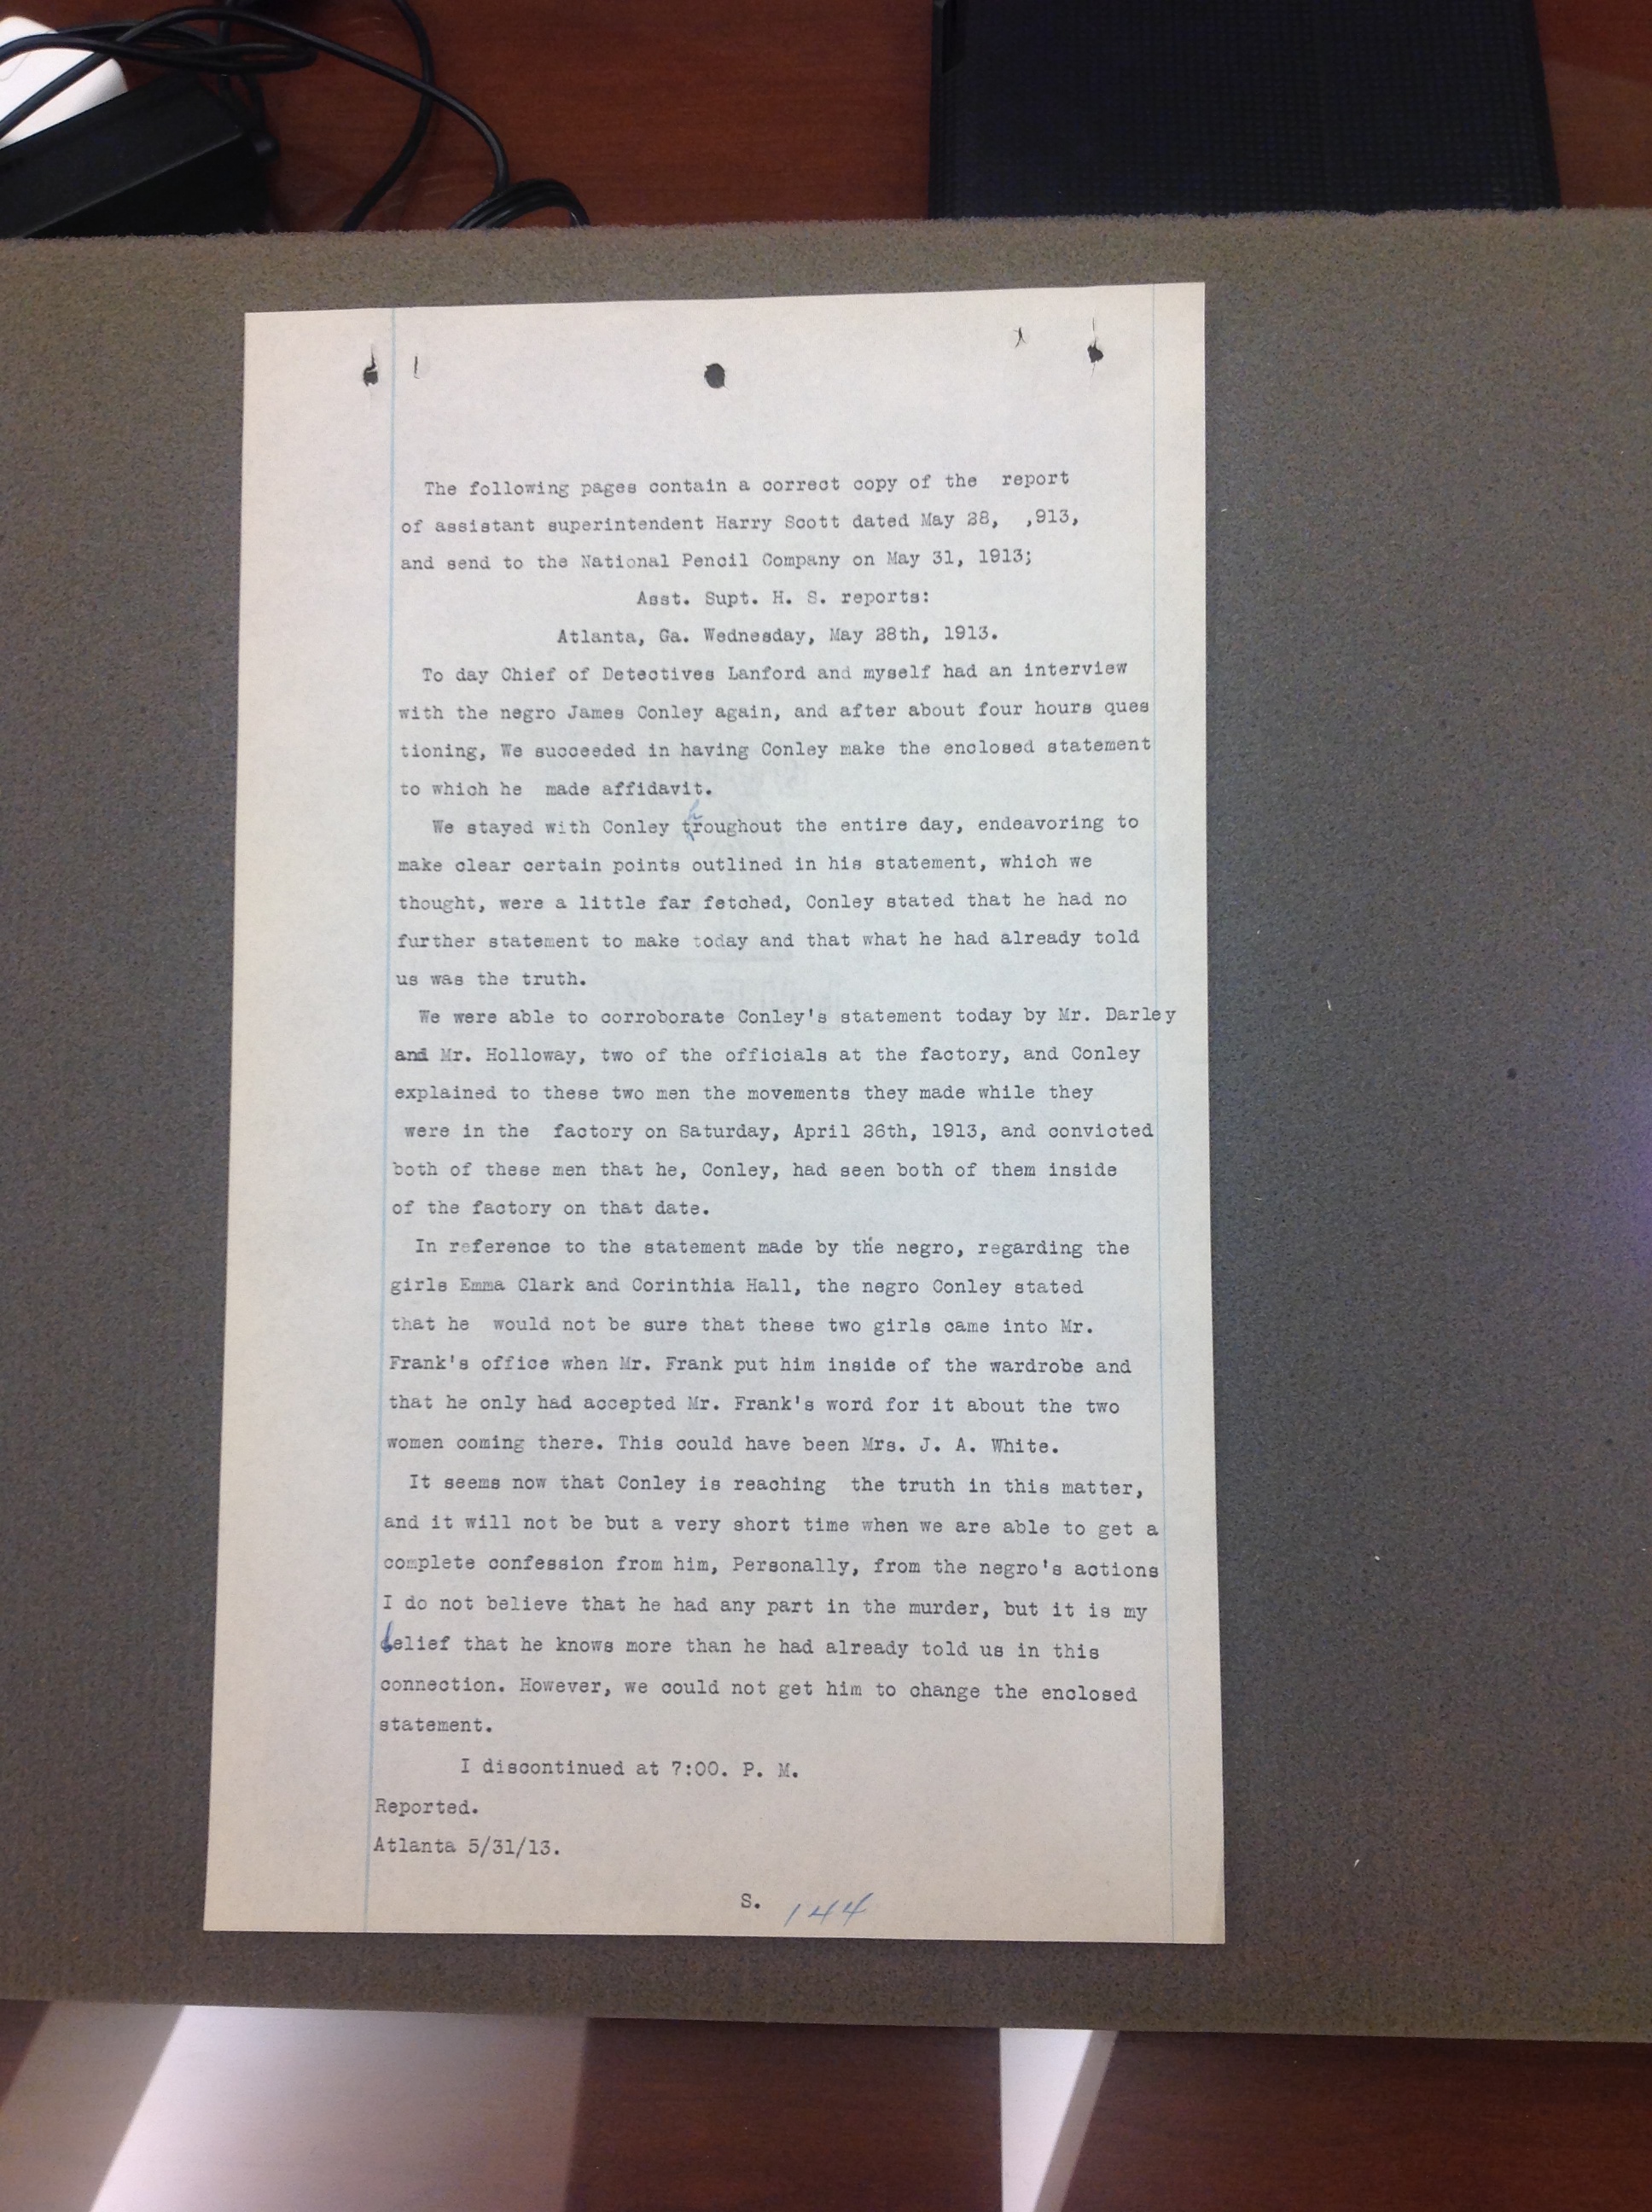 The following pages contain a correct copy of the report
of assistant superintendent Harry Scott dated May 28, ,913,
and send to the National Pencil Company on May 31, 1913;
Asst. Supt. H. S. reports:
Atlanta, Ga. Wednesday, May 28th, 1913.
To day Chief of Detectives Lanford and myself had an interview
with the negro James Conley again, and after about four hours ques
tioning, We succeeded in having Conley make the enclosed statement
to which he made affidavit.
We stayed with Conley throughout the entire day, endeavoring to
make clear certain points outlined in his statement, which we
thought, were a little far fetched, Conley stated that he had no
further statement to make today and that what he had already told
us was the truth.
We were able to corroborate Conley's statement today by Mr. Darley
and Mr. Holloway, two of the officials at the factory, and Conley
explained to these two men the movements they made while they
were in the factory on Saturday, April 26th, 1913, and convicted
both of these men that he, Conley, had seen both of them inside
of the factory on that date.
In reference to the statement made by the negro, regarding the
girls Emma Clark and Corinthia Hall, the negro Conley stated
that he would not be sure that these two girls came into Mr.
Frank's office when Mr. Frank put him inside of the wardrobe and
that he only had accepted Mr. Frank's word for it about the two
women coming there. This could have been Mrs. J. A. White.
It seems now that Conley is reaching the truth in this matter,
and it will not be but a very short time when we are able to get a
complete confession from him, Personally, from the negro's actions
I do not believe that he had any part in the murder, but it is my
belief that he knows more than he had already told us in this
connection. However, we could not get him to change the enclosed
statement.
I discontinued at 7:00. P. M.
Reported.
Atlanta 5/31/13.
S. 144